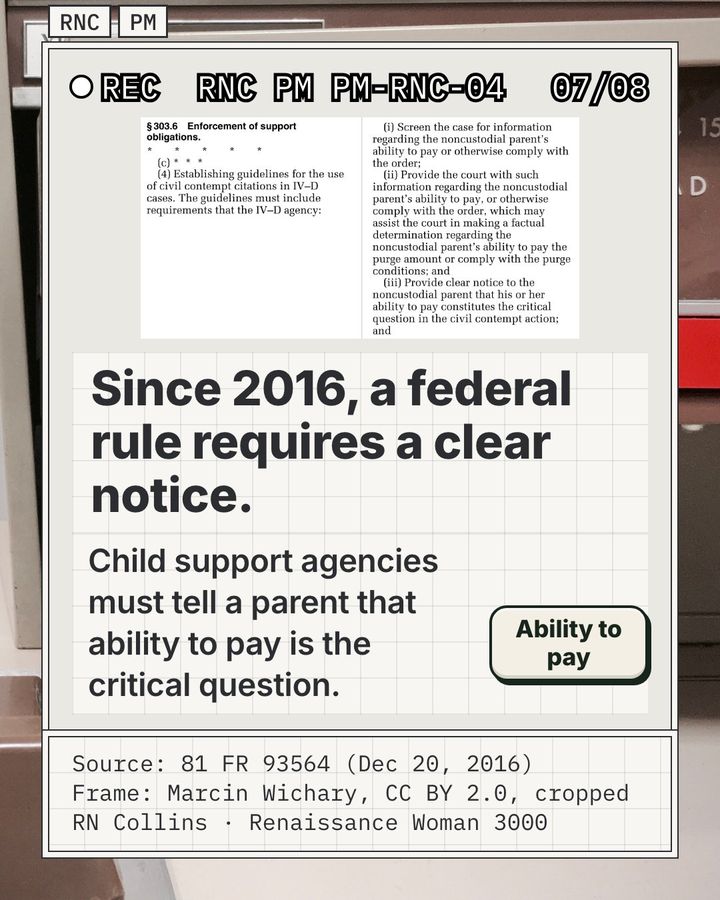 RNC PM
REC RNC PM PM-RNC-04 07/08
§ 303.6 Enforcement of support
obligations.
* * * * *
(c) * * *
(4) Establishing guidelines for the use
of civil contempt citations in IV–D
cases. The guidelines must include
requirements that the IV–D agency:
(i) Screen the case for information
regarding the noncustodial parent's
ability to pay or otherwise comply with
the order;
(ii) Provide the court with such
information regarding the noncustodial
parent's ability to pay, or otherwise
comply with the order, which may
assist the court in making a factual
determination regarding the
noncustodial parent's ability to pay the
purge amount or comply with the purge
conditions; and
(iii) Provide clear notice to the
noncustodial parent that his or her
ability to pay constitutes the critical
question in the civil contempt action;
and
Since 2016, a federal
rule requires a clear
notice.
Child support agencies
must tell a parent that
ability to pay is the
critical question.
Ability to
pay
Source: 81 FR 93564 (Dec 20, 2016)
Frame: Marcin Wichary, CC BY 2.0, cropped
RN Collins · Renaissance Woman 3000
15
D